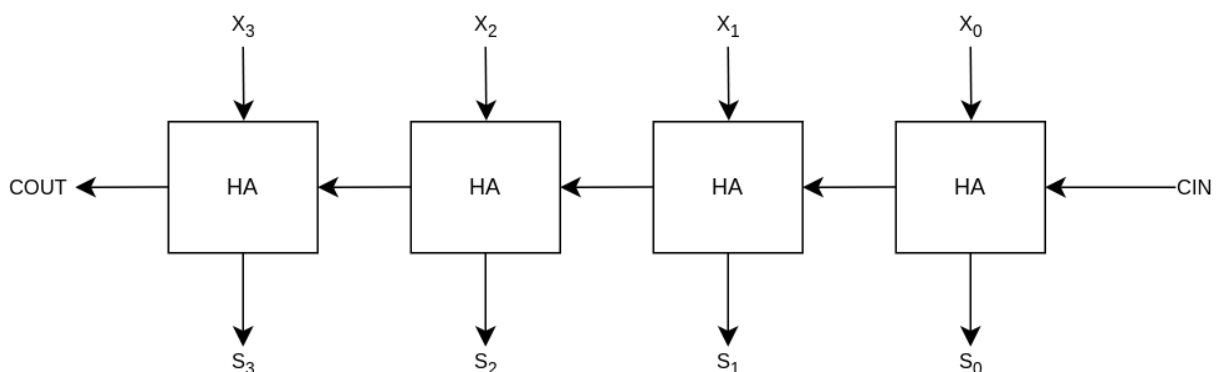 X₃ X₂ X₁ X₀
COUT HA HA HA HA CIN
S₃ S₂ S₁ S₀